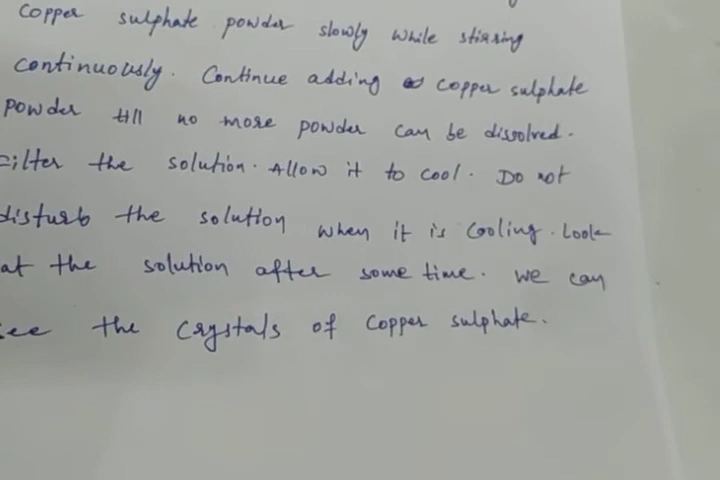 Copper sulphate powder slowly while stirring
continuously. Continue adding copper sulphate
powder till no more powder can be dissolved.
Filter the solution. Allow it to cool. Do not
disturb the solution when it is cooling. Look
at the solution after some time. We can
see the crystals of copper sulphate.